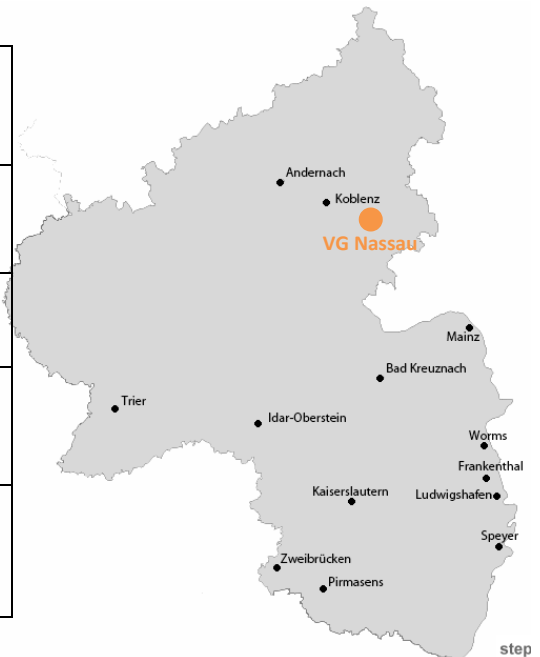 Andernach
Koblenz
VG Nassau
Mainz
Bad Kreuznach
Trier
Idar-Oberstein
Worms
Frankenthal
Kaiserslautern
Ludwigshafen
Speyer
Zweibrücken
Pirmasens
step